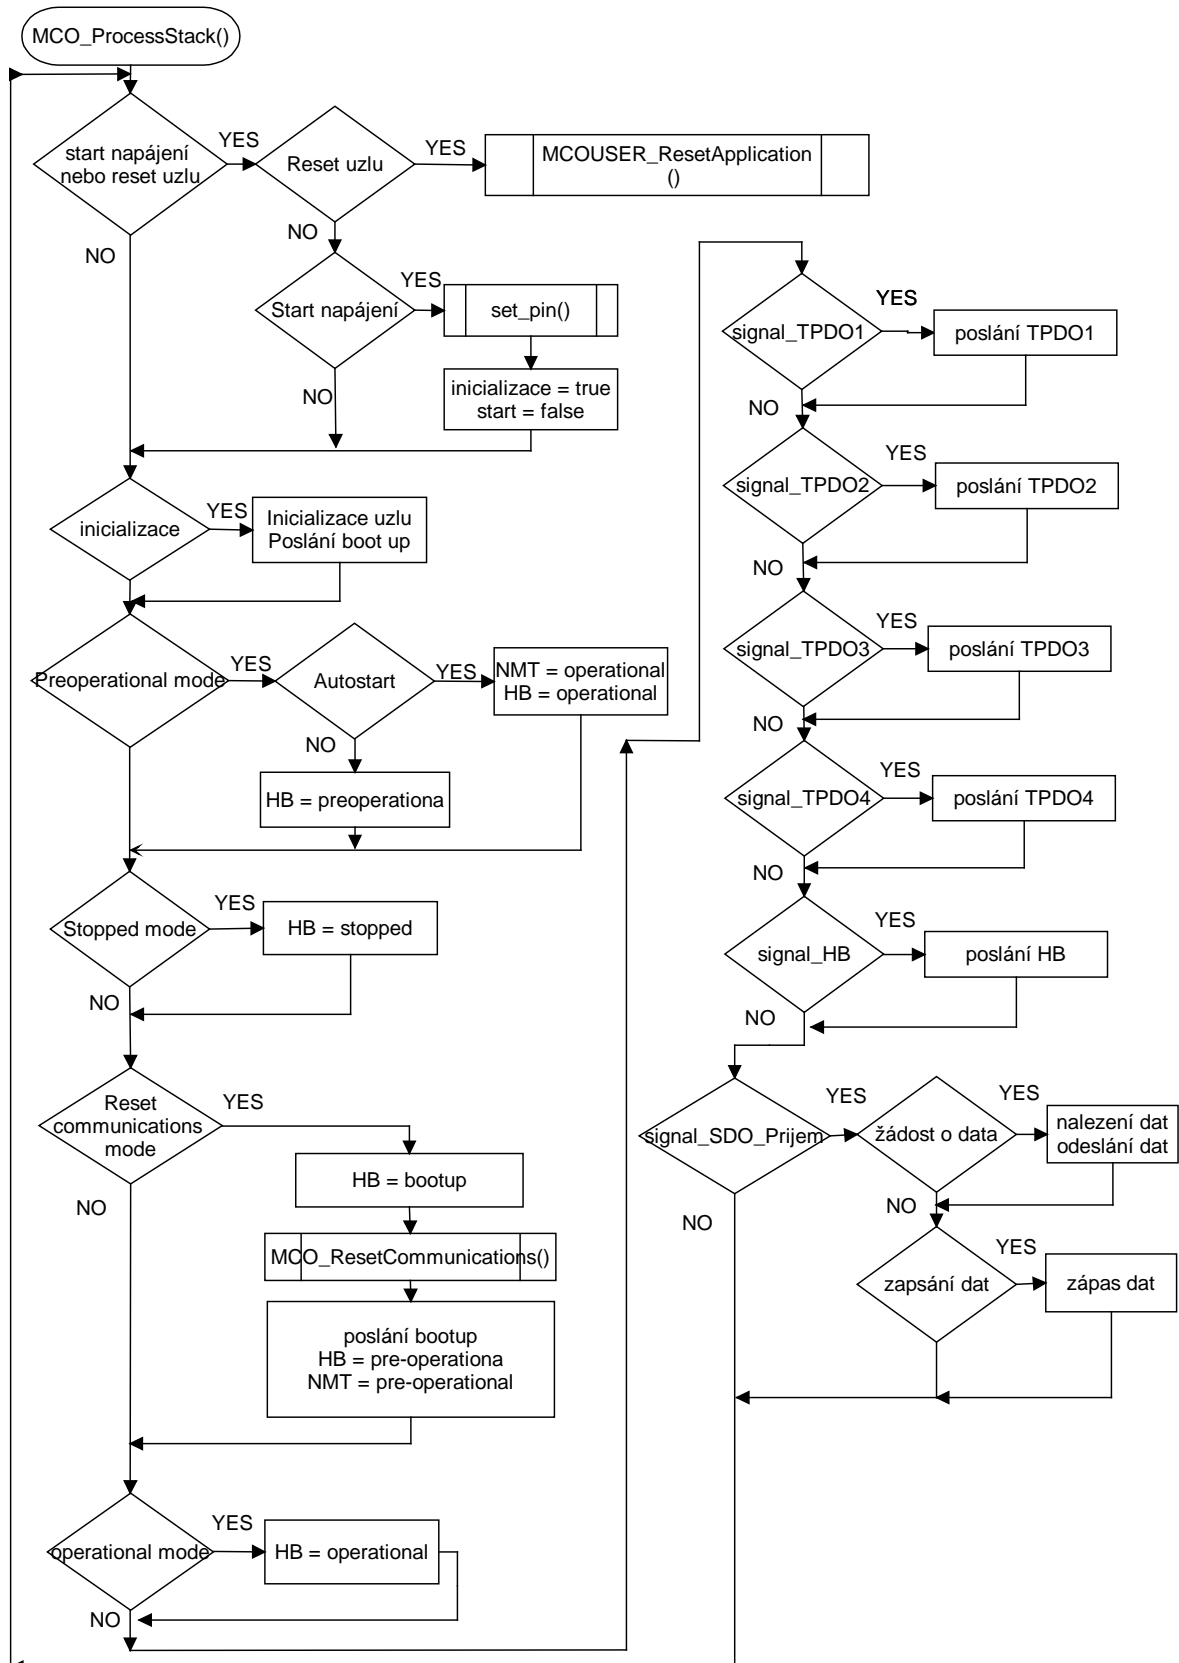 MCO_ProcessStack()
start napájení
nebo reset uzlu
YES
NO
Reset uzlu
YES
NO
MCOUSER_ResetApplication
()
Start napájení
YES
NO
set_pin()
inicializace = true
start = false
inicializace
YES
Inicializace uzlu
Poslání boot up
Preoperational mode
YES
Autostart
YES
NO
NMT = operational
HB = operational
HB = preoperationa
Stopped mode
YES
NO
HB = stopped
Reset
communications
mode
YES
NO
HB = bootup
MCO_ResetCommunications()
poslání bootup
HB = pre-operationa
NMT = pre-operational
operational mode
YES
NO
HB = operational
signal_TPDO1
YES
NO
poslání TPDO1
signal_TPDO2
YES
NO
poslání TPDO2
signal_TPDO3
YES
NO
poslání TPDO3
signal_TPDO4
YES
NO
poslání TPDO4
signal_HB
YES
NO
poslání HB
signal_SDO_Prijem
YES
NO
žádost o data
YES
NO
nalezení dat
odeslání dat
zapsání dat
YES
zápas dat